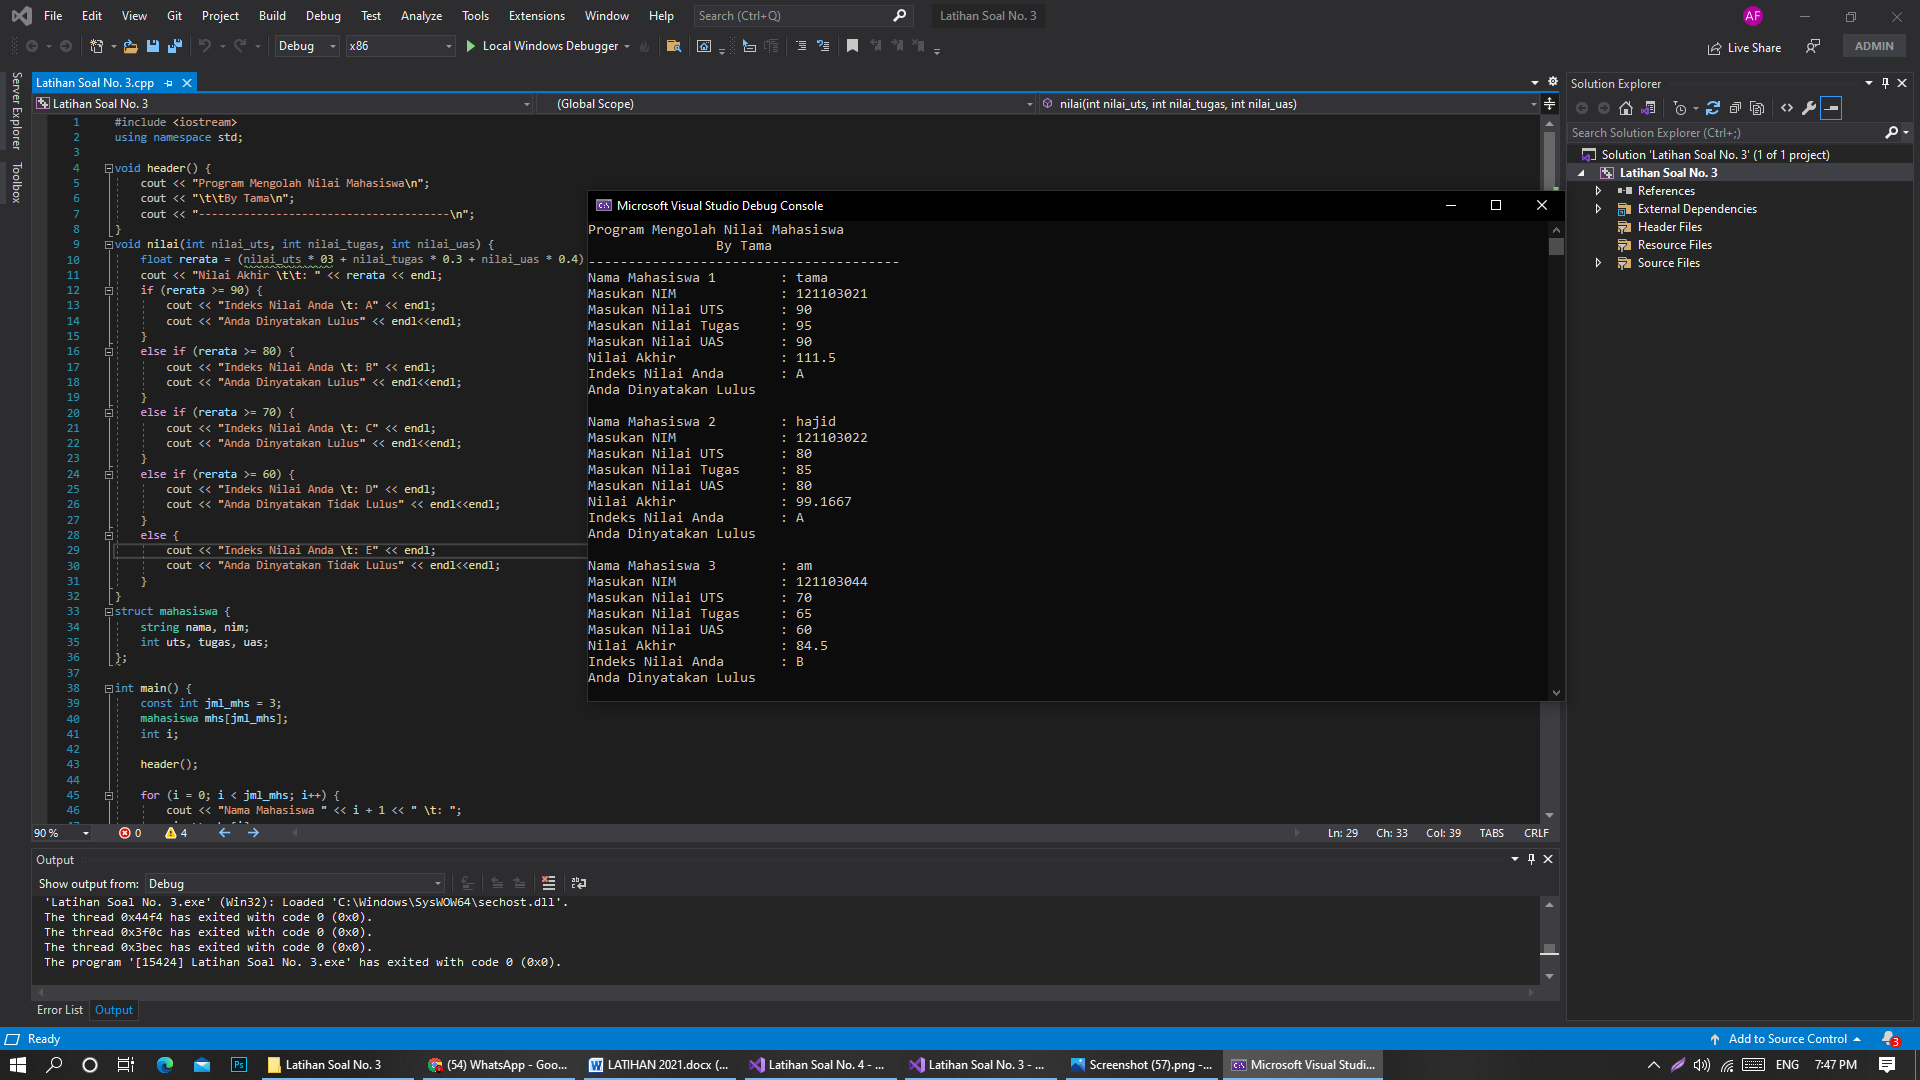 File Edit View Git Project Build Debug Test Analyze Tools Extensions Window Help Search (Ctrl+Q) Latihan Soal No. 3 AF
Debug x86 Local Windows Debugger Live Share ADMIN
Server Explorer
Toolbox
Latihan Soal No. 3.cpp
Latihan Soal No. 3 (Global Scope) nilai(int nilai_uts, int nilai_tugas, int nilai_uas)
1 #include <iostream>
2 using namespace std;
3
4 void header() {
5 cout << "Program Mengolah Nilai Mahasiswa\n";
6 cout << "\t\tBy Tama\n";
7 cout << "---------------------------------------\n";
8 }
9 void nilai(int nilai_uts, int nilai_tugas, int nilai_uas) {
10 float rerata = (nilai_uts * 03 + nilai_tugas * 0.3 + nilai_uas * 0.4)
11 cout << "Nilai Akhir \t\t: " << rerata << endl;
12 if (rerata >= 90) {
13 cout << "Indeks Nilai Anda \t: A" << endl;
14 cout << "Anda Dinyatakan Lulus" << endl<<endl;
15 }
16 else if (rerata >= 80) {
17 cout << "Indeks Nilai Anda \t: B" << endl;
18 cout << "Anda Dinyatakan Lulus" << endl<<endl;
19 }
20 else if (rerata >= 70) {
21 cout << "Indeks Nilai Anda \t: C" << endl;
22 cout << "Anda Dinyatakan Lulus" << endl<<endl;
23 }
24 else if (rerata >= 60) {
25 cout << "Indeks Nilai Anda \t: D" << endl;
26 cout << "Anda Dinyatakan Tidak Lulus" << endl<<endl;
27 }
28 else {
29 cout << "Indeks Nilai Anda \t: E" << endl;
30 cout << "Anda Dinyatakan Tidak Lulus" << endl<<endl;
31 }
32 }
33 struct mahasiswa {
34 string nama, nim;
35 int uts, tugas, uas;
36 };
37
38 int main() {
39 const int jml_mhs = 3;
40 mahasiswa mhs[jml_mhs];
41 int i;
42
43 header();
44
45 for (i = 0; i < jml_mhs; i++) {
46 cout << "Nama Mahasiswa " << i + 1 << " \t: ";
90 % 0 4 Ln: 29 Ch: 33 Col: 39 TABS CRLF
Microsoft Visual Studio Debug Console
Program Mengolah Nilai Mahasiswa
By Tama
---------------------------------------
Nama Mahasiswa 1 : tama
Masukan NIM : 121103021
Masukan Nilai UTS : 90
Masukan Nilai Tugas : 95
Masukan Nilai UAS : 90
Nilai Akhir : 111.5
Indeks Nilai Anda : A
Anda Dinyatakan Lulus
Nama Mahasiswa 2 : hajid
Masukan NIM : 121103022
Masukan Nilai UTS : 80
Masukan Nilai Tugas : 85
Masukan Nilai UAS : 80
Nilai Akhir : 99.1667
Indeks Nilai Anda : A
Anda Dinyatakan Lulus
Nama Mahasiswa 3 : am
Masukan NIM : 121103044
Masukan Nilai UTS : 70
Masukan Nilai Tugas : 65
Masukan Nilai UAS : 60
Nilai Akhir : 84.5
Indeks Nilai Anda : B
Anda Dinyatakan Lulus
Solution Explorer
Search Solution Explorer (Ctrl+;)
Solution 'Latihan Soal No. 3' (1 of 1 project)
Latihan Soal No. 3
References
External Dependencies
Header Files
Resource Files
Source Files
Output
Show output from: Debug
'Latihan Soal No. 3.exe' (Win32): Loaded 'C:\Windows\SysWOW64\sechost.dll'.
The thread 0x44f4 has exited with code 0 (0x0).
The thread 0x3f0c has exited with code 0 (0x0).
The thread 0x3bec has exited with code 0 (0x0).
The program '[15424] Latihan Soal No. 3.exe' has exited with code 0 (0x0).
Error List Output
Ready Add to Source Control 3
Ps Latihan Soal No. 3 (54) WhatsApp - Goo... LATIHAN 2021.docx (... Latihan Soal No. 4 - ... Latihan Soal No. 3 - ... Screenshot (57).png -... Microsoft Visual Studi... ENG 7:47 PM